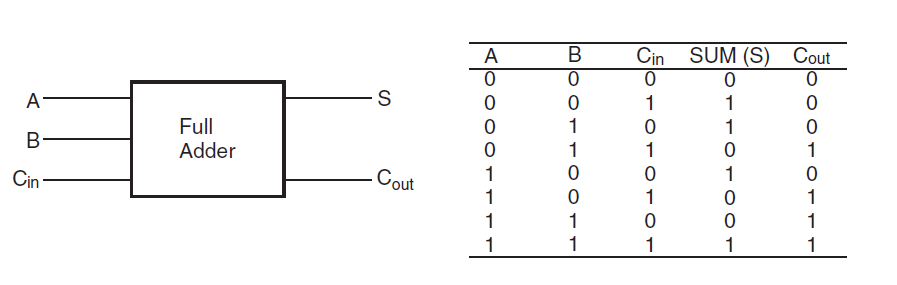 A
B
Cin
Full
Adder
S
Cout
A B Cin SUM (S) Cout
0 0 0 0 0
0 0 1 1 0
0 1 0 1 0
0 1 1 0 1
1 0 0 1 0
1 0 1 0 1
1 1 0 0 1
1 1 1 1 1